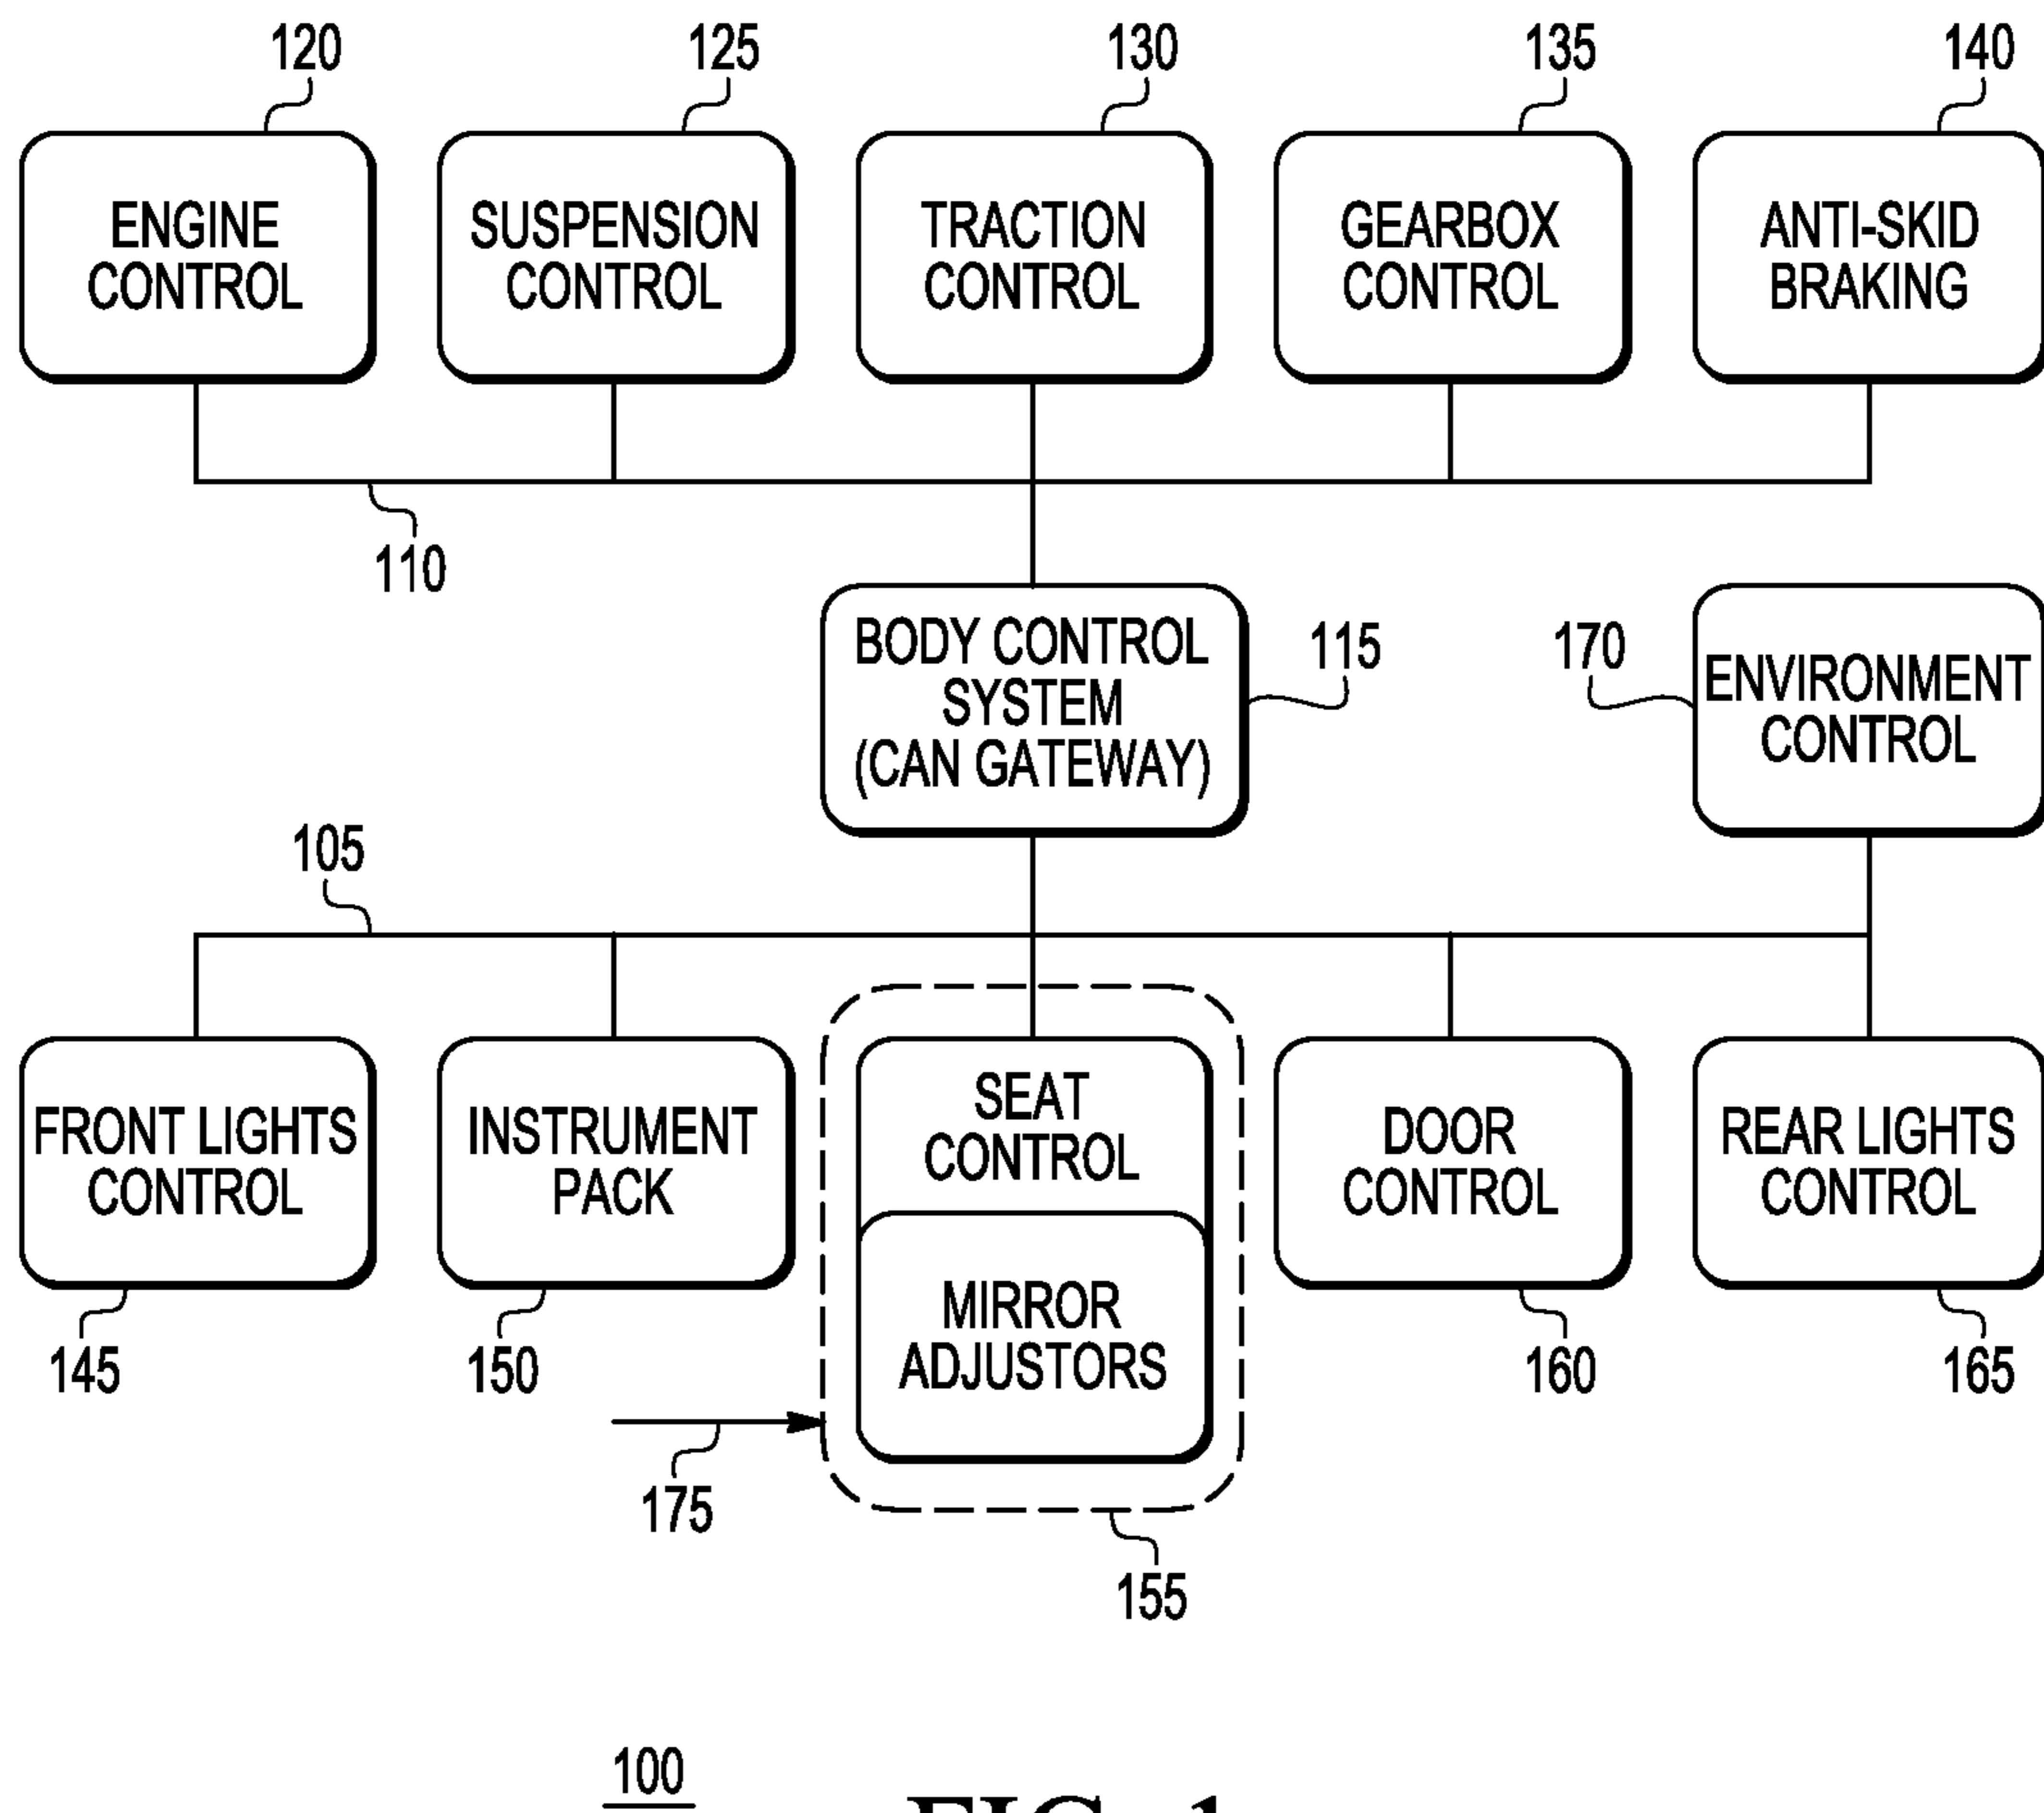 120
125
130
135
140
ENGINE
CONTROL
SUSPENSION
CONTROL
TRACTION
CONTROL
GEARBOX
CONTROL
ANTI-SKID
BRAKING
110
BODY CONTROL
SYSTEM
(CAN GATEWAY)
115
170
ENVIRONMENT
CONTROL
105
FRONT LIGHTS
CONTROL
INSTRUMENT
PACK
SEAT
CONTROL
MIRROR
ADJUSTORS
DOOR
CONTROL
REAR LIGHTS
CONTROL
145
150
160
165
175
155
100
FIG. 1